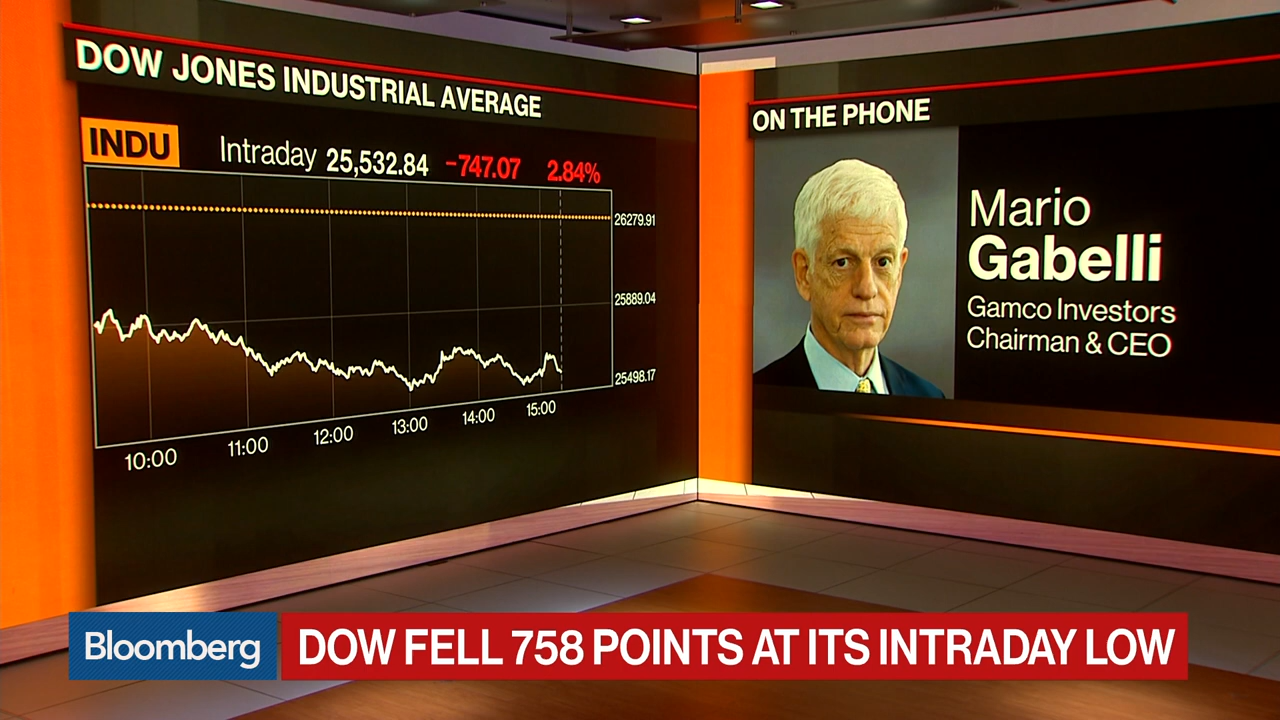 DOW JONES INDUSTRIAL AVERAGE
INDU
Intraday 25,532.84 -747.07 2.84%
26279.91
25889.04
25498.17
10:00 11:00 12:00 13:00 14:00 15:00
ON THE PHONE
Mario
Gabelli
Gamco Investors
Chairman & CEO
Bloomberg
DOW FELL 758 POINTS AT ITS INTRADAY LOW